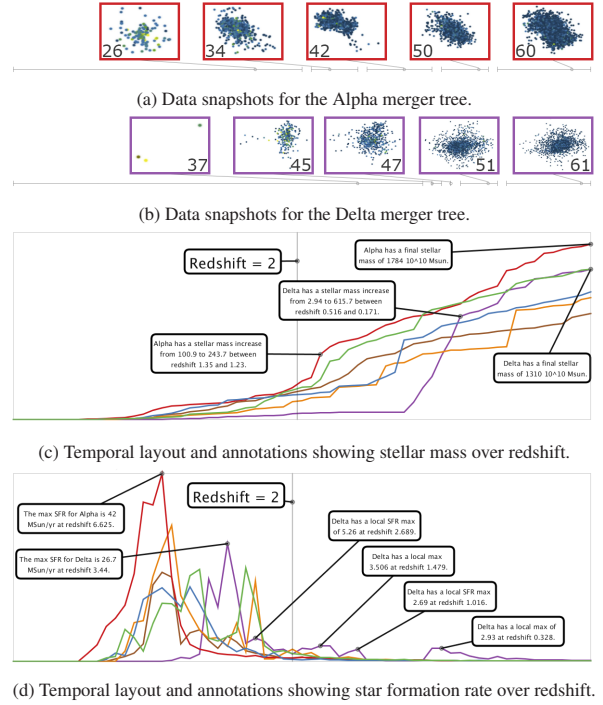 26
34
42
50
60
(a) Data snapshots for the Alpha merger tree.
37
45
47
51
61
(b) Data snapshots for the Delta merger tree.
Alpha has a final stellar
mass of 1784 10^10 Msun.
Redshift = 2
Delta has a stellar mass increase
from 2.94 to 615.7 between
redshift 0.516 and 0.171.
Alpha has a stellar mass increase
from 100.9 to 243.7 between
redshift 1.35 and 1.23.
Delta has a final stellar
mass of 1310 10^10 Msun.
(c) Temporal layout and annotations showing stellar mass over redshift.
Redshift = 2
The max SFR for Alpha is 42
MSun/yr at redshift 6.625.
Delta has a local SFR max
of 5.26 at redshift 2.689.
The max SFR for Delta is 26.7
MSun/yr at redshift 3.44.
Delta has a local max
3.506 at redshift 1.479.
Delta has a local SFR max
2.69 at redshift 1.016.
Delta has a local max of
2.93 at redshift 0.328.
(d) Temporal layout and annotations showing star formation rate over redshift.